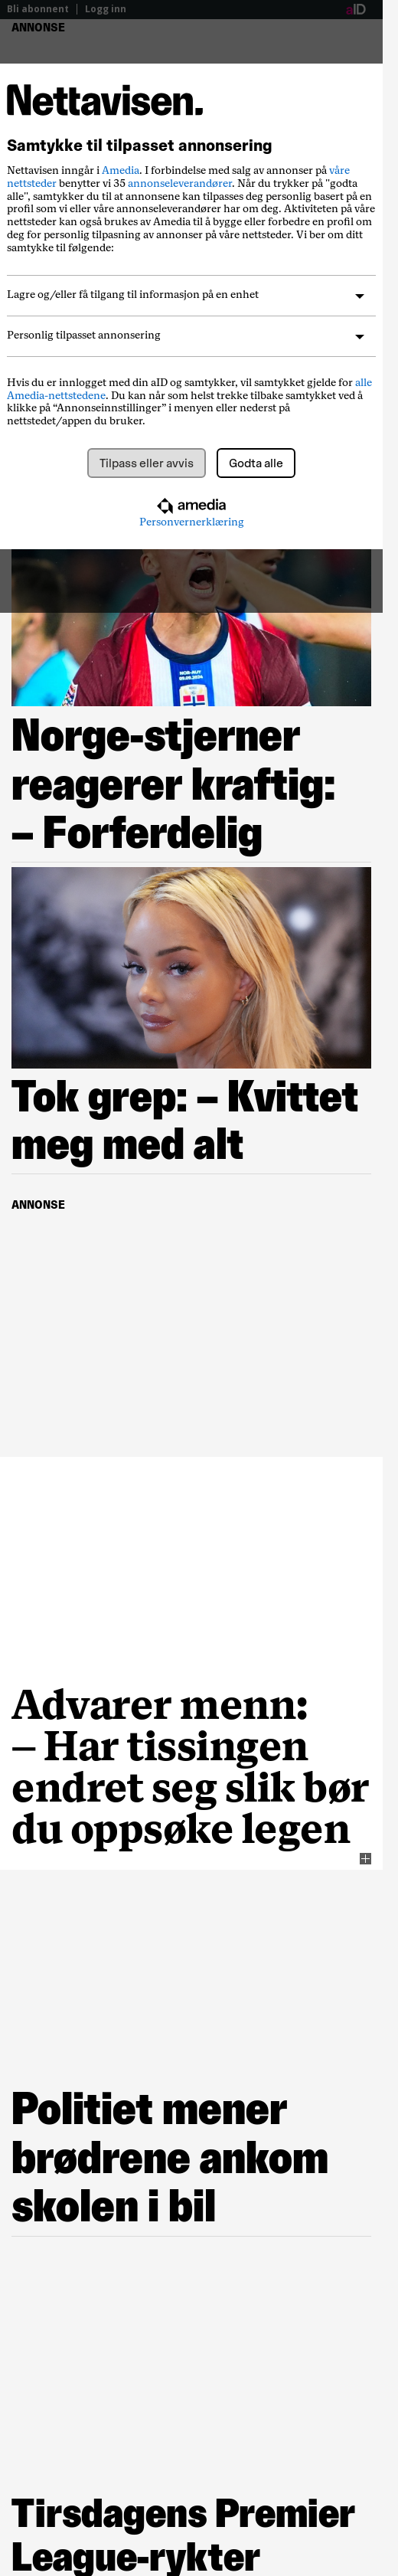 Bli abonnent | Logg inn
aID
ANNONSE
Nettavisen.
Samtykke til tilpasset annonsering
Nettavisen inngår i Amedia. I forbindelse med salg av annonser på våre
nettsteder benytter vi 35 annonseleverandører. Når du trykker på "godta
alle", samtykker du til at annonsene kan tilpasses deg personlig basert på en
profil som vi eller våre annonseleverandører har om deg. Aktiviteten på våre
nettsteder kan også brukes av Amedia til å bygge eller forbedre en profil om
deg for personlig tilpasning av annonser på våre nettsteder. Vi ber om ditt
samtykke til følgende:
Lagre og/eller få tilgang til informasjon på en enhet
Personlig tilpasset annonsering
Hvis du er innlogget med din aID og samtykker, vil samtykket gjelde for alle
Amedia-nettstedene. Du kan når som helst trekke tilbake samtykket ved å
klikke på “Annonseinnstillinger” i menyen eller nederst på
nettstedet/appen du bruker.
Tilpass eller avvis
Godta alle
amedia
Personvernerklæring
Norge-stjerner
reagerer kraftig:
– Forferdelig
Tok grep: – Kvittet
meg med alt
ANNONSE
Advarer menn:
– Har tissingen
endret seg slik bør
du oppsøke legen
Politiet mener
brødrene ankom
skolen i bil
Tirsdagens Premier
League-rykter